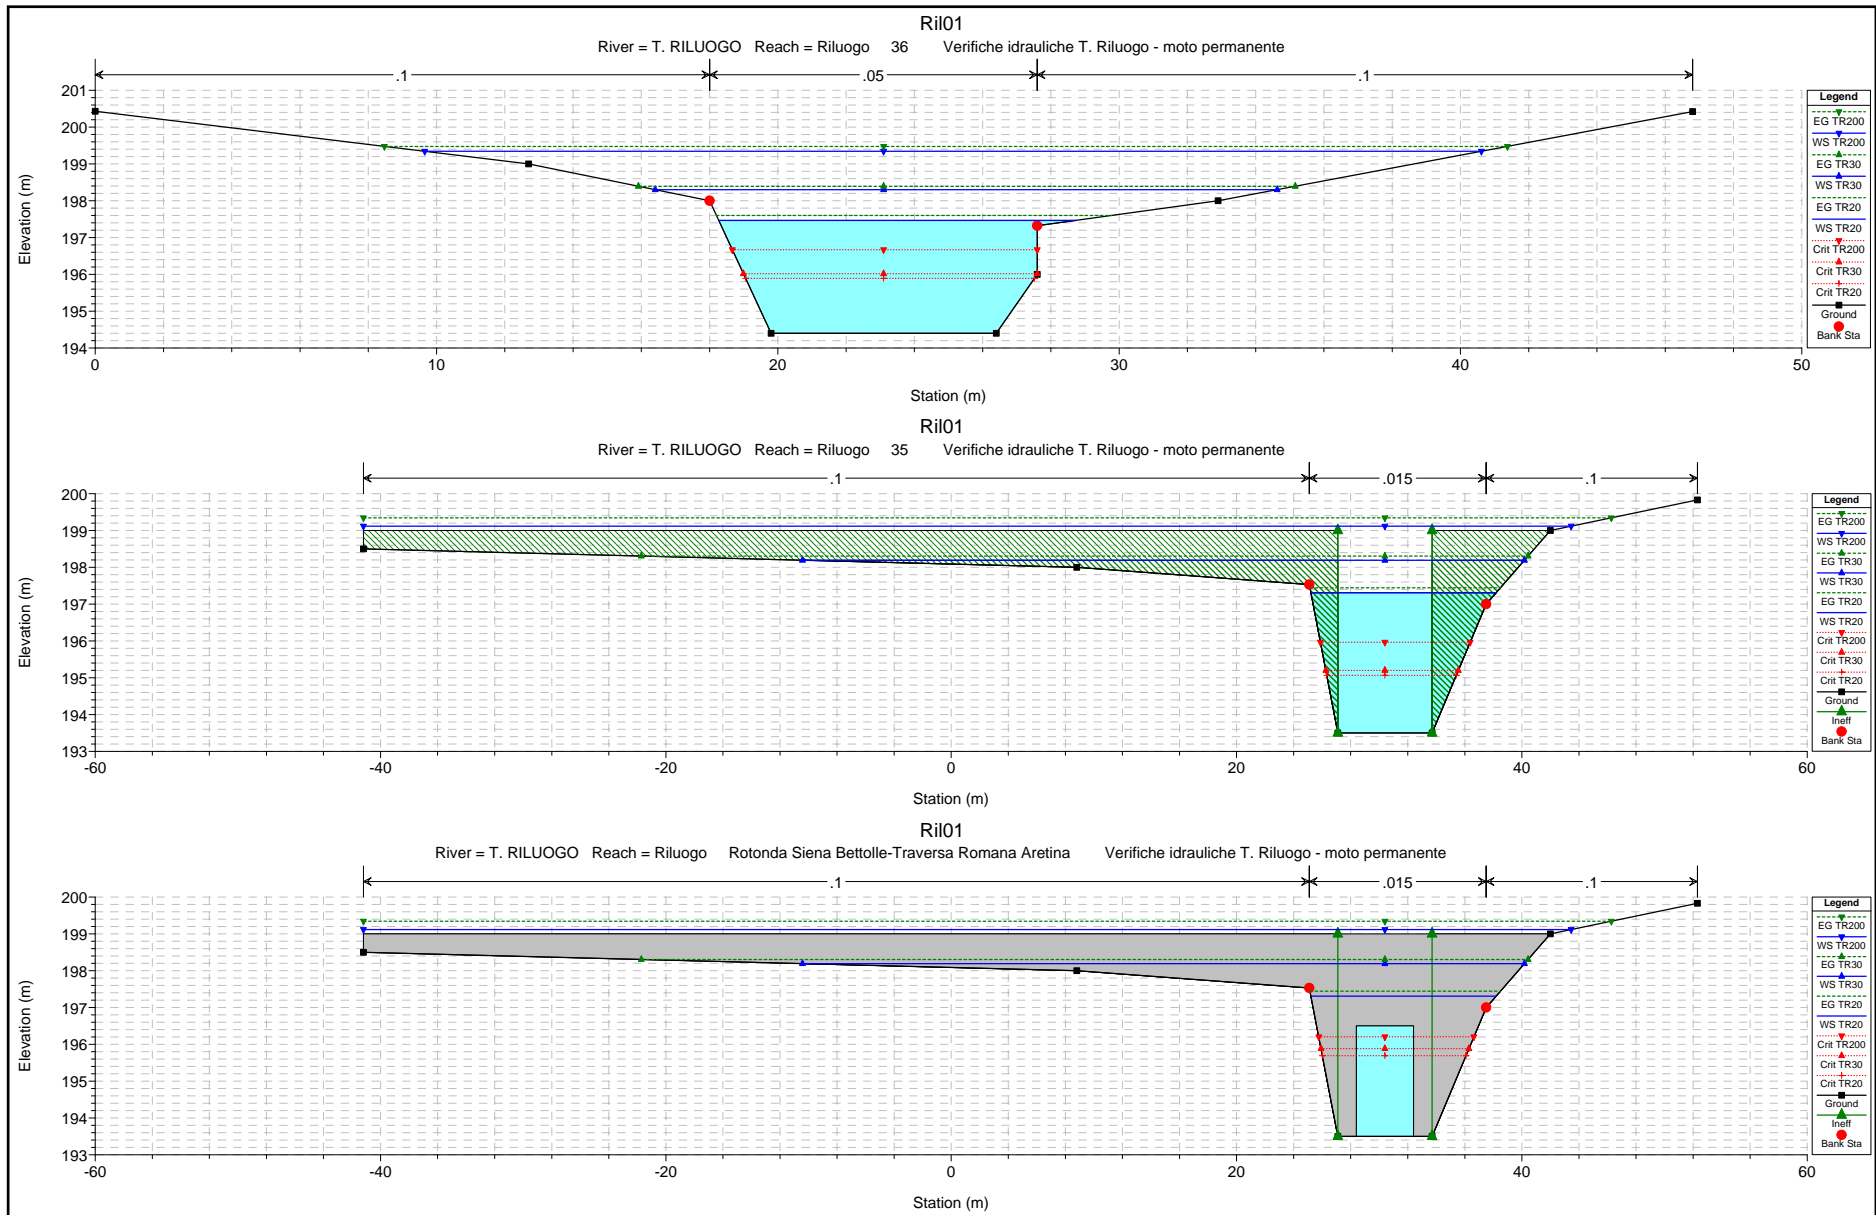 Ril01
River = T. RILUOGO Reach = Riluogo 36 Verifiche idrauliche T. Riluogo - moto permanente
.1 .05 .1
Elevation (m)
201
200
199
198
197
196
195
194
0 10 20 30 40 50
Station (m)
Legend
EG TR200
WS TR200
EG TR30
WS TR30
EG TR20
WS TR20
Crit TR200
Crit TR30
Crit TR20
Ground
Bank Sta
Ril01
River = T. RILUOGO Reach = Riluogo 35 Verifiche idrauliche T. Riluogo - moto permanente
.1 .015 .1
Elevation (m)
200
199
198
197
196
195
194
193
-60 -40 -20 0 20 40 60
Station (m)
Legend
EG TR200
WS TR200
EG TR30
WS TR30
EG TR20
WS TR20
Crit TR200
Crit TR30
Crit TR20
Ground
Ineff
Bank Sta
Ril01
River = T. RILUOGO Reach = Riluogo Rotonda Siena Bettolle-Traversa Romana Aretina Verifiche idrauliche T. Riluogo - moto permanente
.1 .015 .1
Elevation (m)
200
199
198
197
196
195
194
193
-60 -40 -20 0 20 40 60
Station (m)
Legend
EG TR200
WS TR200
EG TR30
WS TR30
EG TR20
WS TR20
Crit TR200
Crit TR30
Crit TR20
Ground
Ineff
Bank Sta